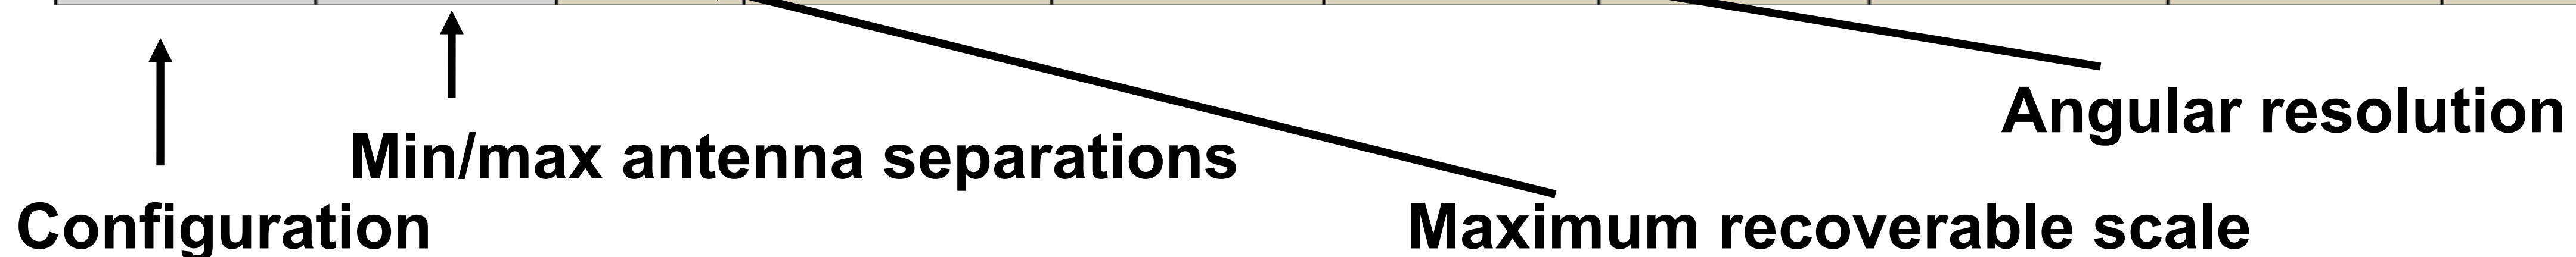 Angular resolution
Min/max antenna separations
Configuration
Maximum recoverable scale